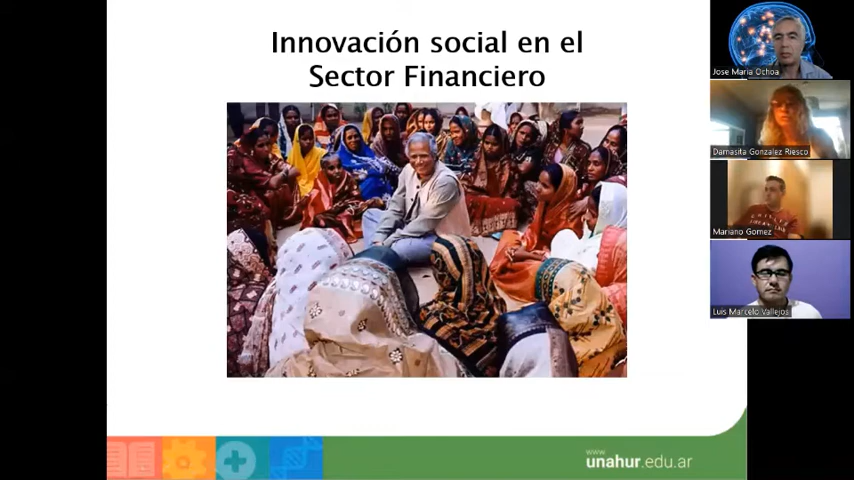 Innovación social en el
Sector Financiero
Jose Maria Ochoa
Damasita Gonzalez Riesco
Mariano Gomez
Luis Marcelo Vallejos
www
unahur.edu.ar